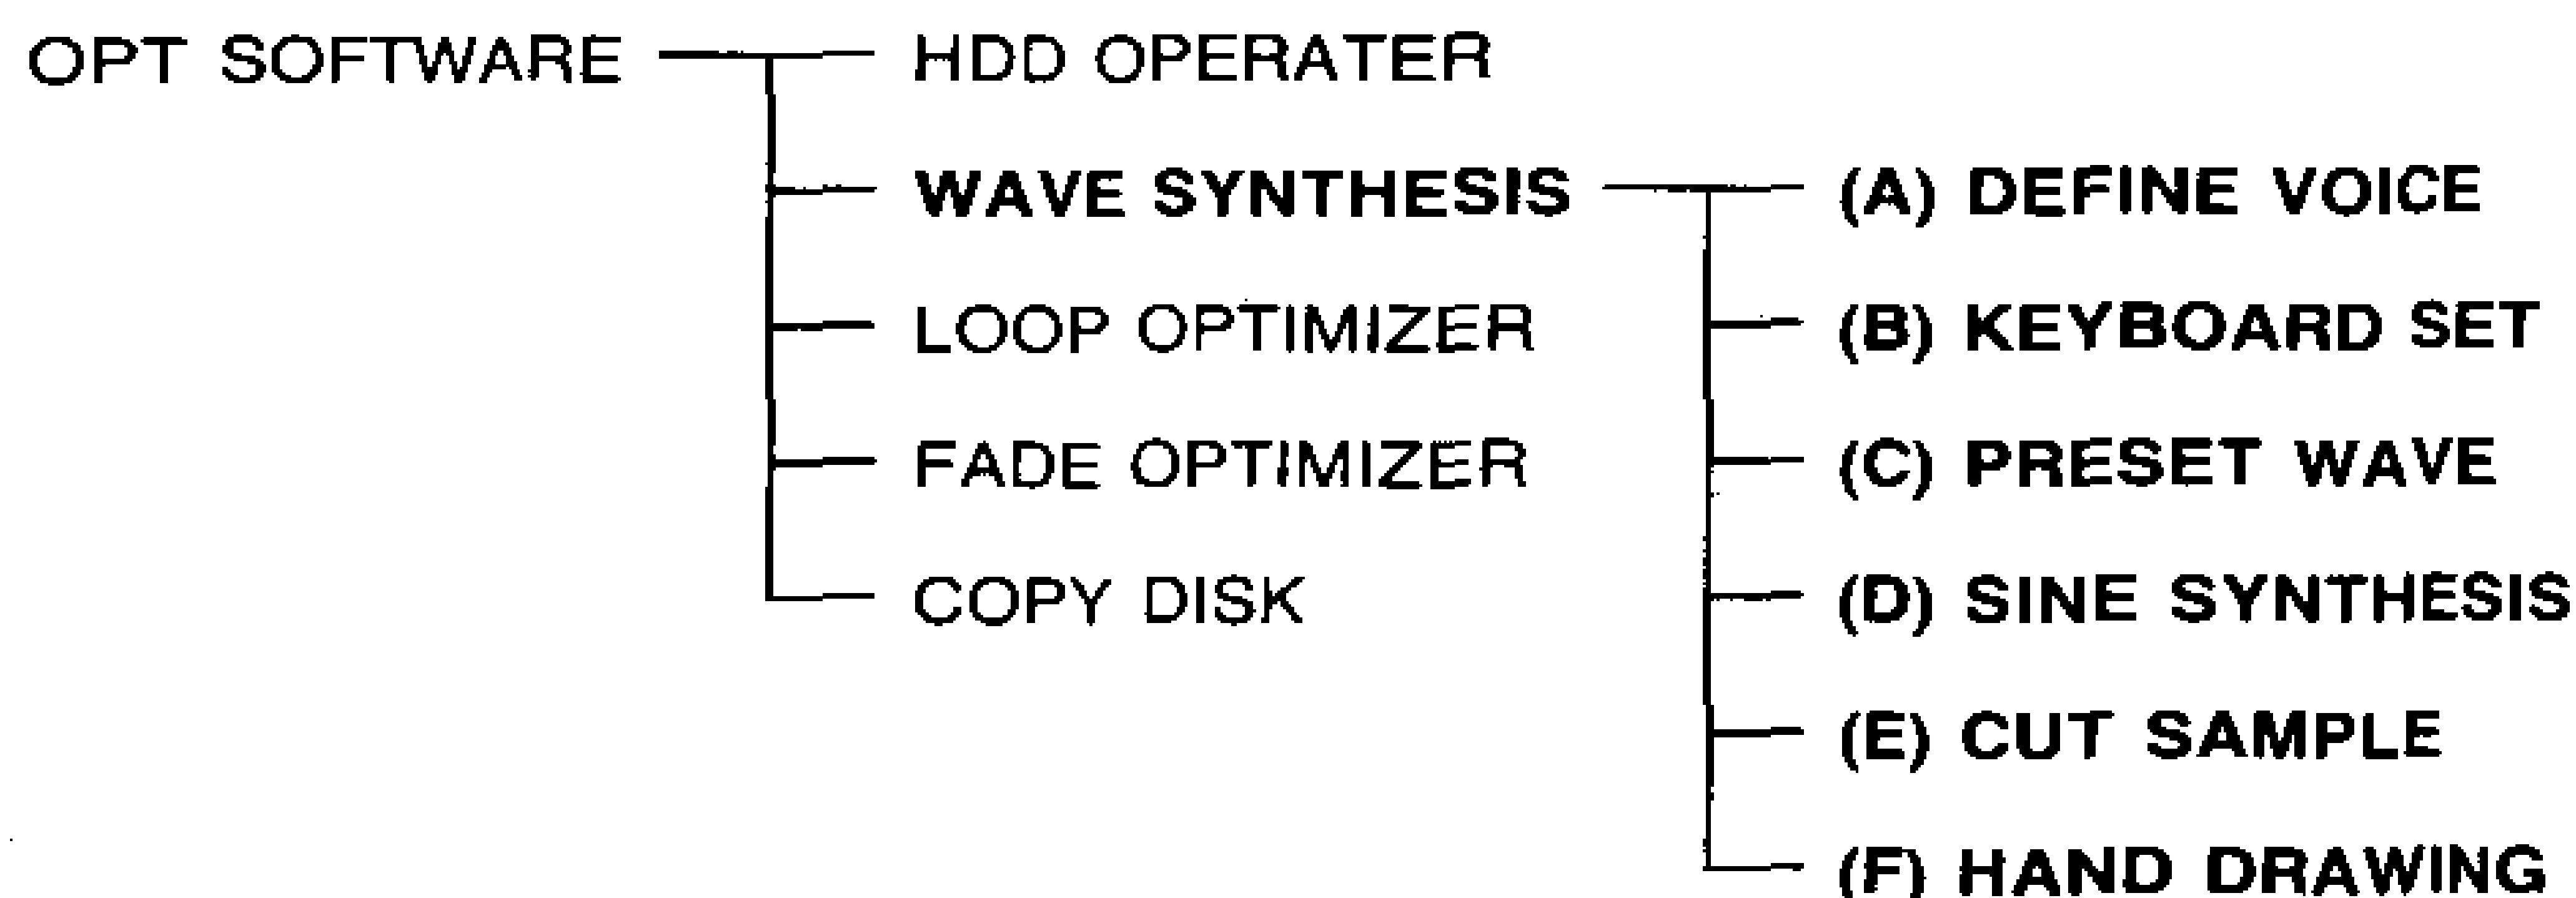 OPT SOFTWARE
HDD OPERATER
WAVE SYNTHESIS
LOOP OPTIMIZER
FADE OPTIMIZER
COPY DISK
(A) DEFINE VOICE
(B) KEYBOARD SET
(C) PRESET WAVE
(D) SINE SYNTHESIS
(E) CUT SAMPLE
(F) HAND DRAWING